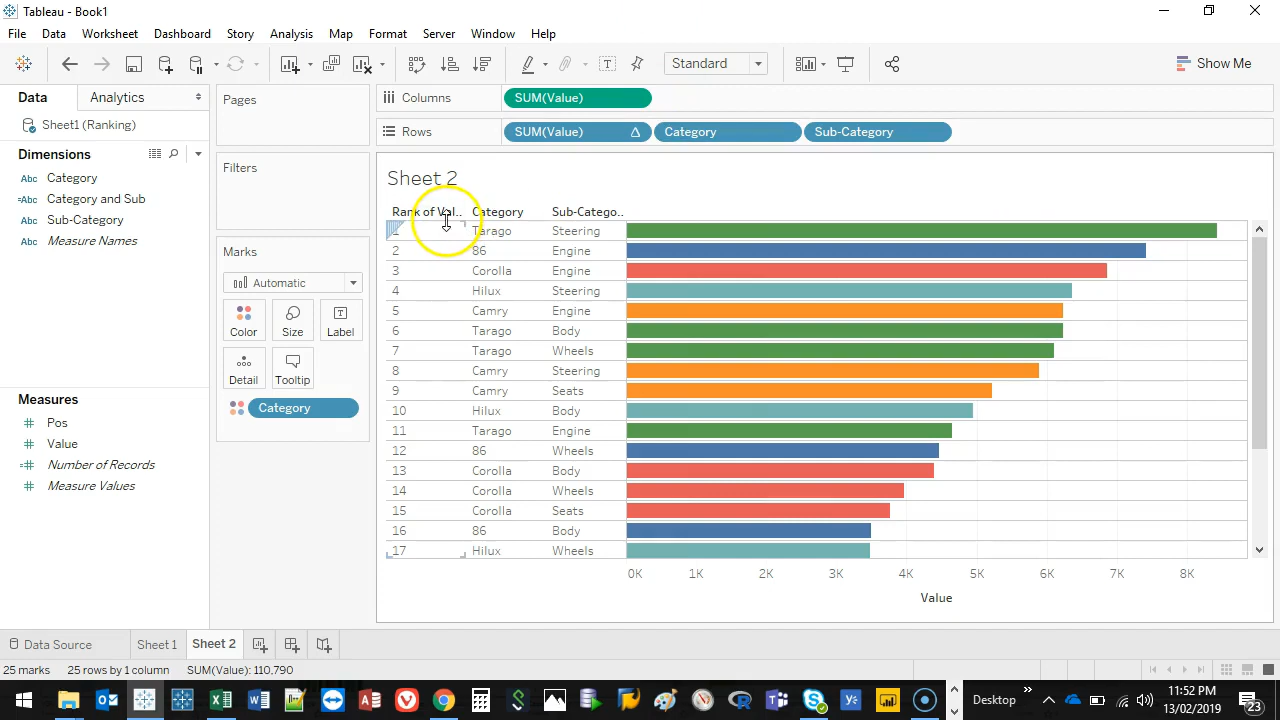 Tableau - Book1
File Data Worksheet Dashboard Story Analysis Map Format Server Window Help
Standard
Show Me
Data Analytics
Pages
Columns SUM(Value)
Sheet1 (Ranking)
Rows SUM(Value) Δ Category Sub-Category
Dimensions
Abc Category
=Abc Category and Sub
Abc Sub-Category
Abc Measure Names
Filters
Marks
Automatic
Color Size Label
Detail Tooltip
Category
Measures
# Pos
# Value
=# Number of Records
# Measure Values
Sheet 2
Rank of Val.. Category Sub-Catego..
1 Tarago Steering
2 86 Engine
3 Corolla Engine
4 Hilux Steering
5 Camry Engine
6 Tarago Body
7 Tarago Wheels
8 Camry Steering
9 Camry Seats
10 Hilux Body
11 Tarago Engine
12 86 Wheels
13 Corolla Body
14 Corolla Wheels
15 Corolla Seats
16 86 Body
17 Hilux Wheels
0K 1K 2K 3K 4K 5K 6K 7K 8K
Value
Data Source Sheet 1 Sheet 2
25 marks 25 rows by 1 column SUM(Value): 110,790
Desktop
11:52 PM
13/02/2019
23